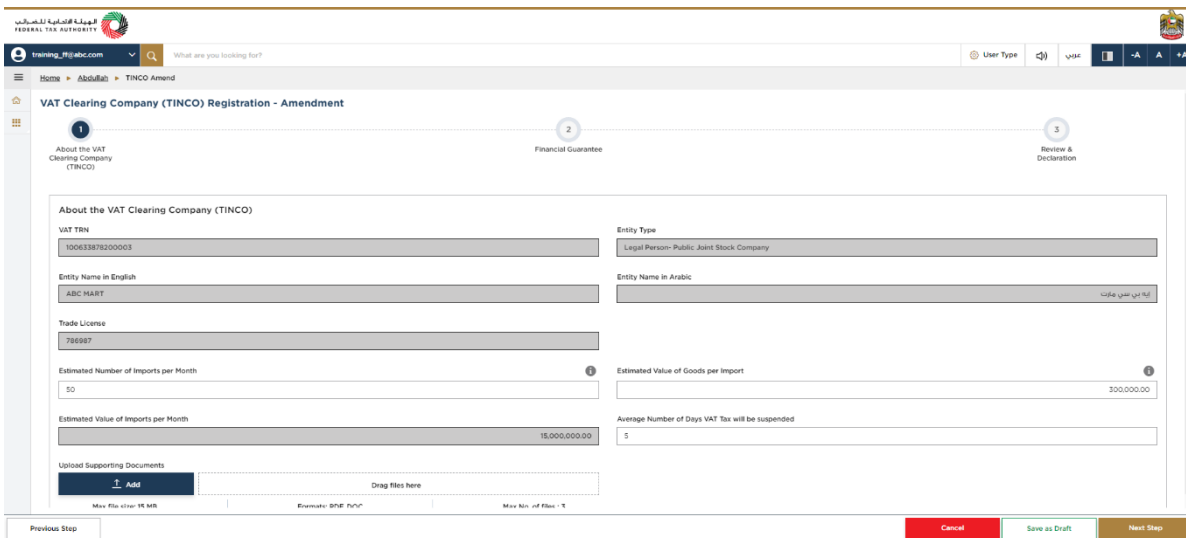 الهيئة الاتحادية للضرائب
FEDERAL TAX AUTHORITY
training_ff@abc.com
What are you looking for?
User Type
عربي
-A
A
+A
Home ▸ Abdullah ▸ TINCO Amend
VAT Clearing Company (TINCO) Registration - Amendment
1
2
3
About the VAT
Clearing Company
(TINCO)
Financial Guarantee
Review &
Declaration
About the VAT Clearing Company (TINCO)
VAT TRN
Entity Type
100633878200003
Legal Person- Public Joint Stock Company
Entity Name in English
Entity Name in Arabic
ABC MART
ايه بي سي مارت
Trade License
786987
Estimated Number of Imports per Month
Estimated Value of Goods per Import
50
300,000.00
Estimated Value of Imports per Month
Average Number of Days VAT Tax will be suspended
15,000,000.00
5
Upload Supporting Documents
Add
Drag files here
Max file size: 15 MB
Formats: PDF, DOC
Max No. of files : 3
Previous Step
Cancel
Save as Draft
Next Step